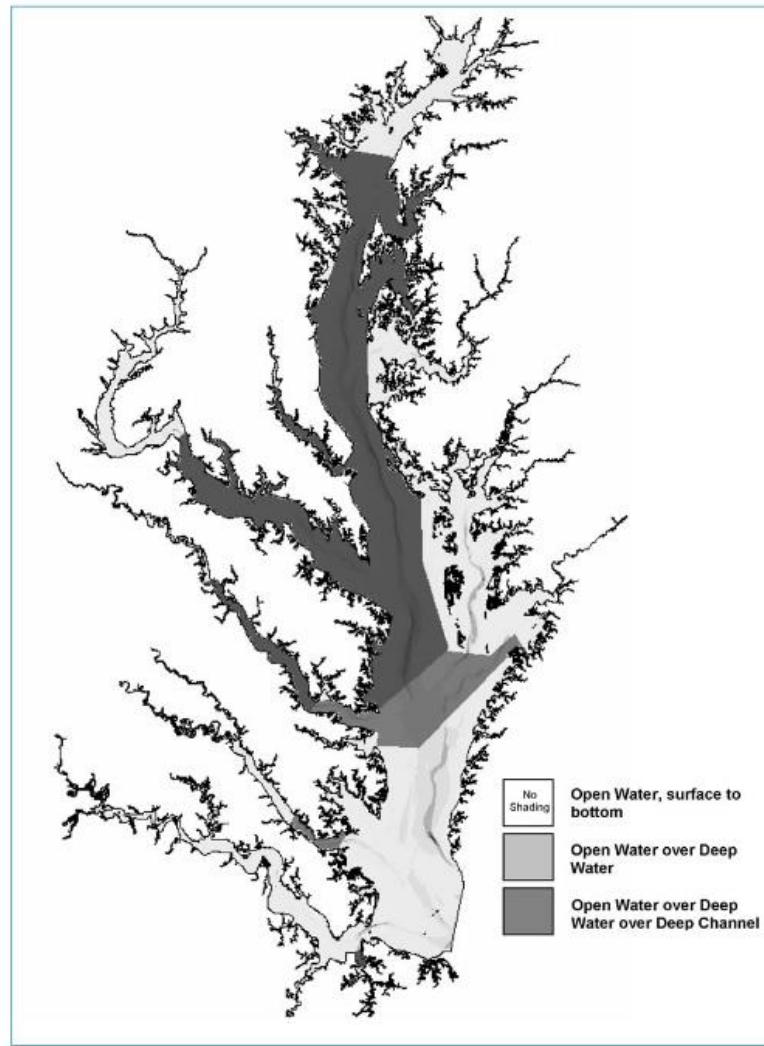 No
Shading
Open Water, surface to
bottom
Open Water over Deep
Water
Open Water over Deep
Water over Deep Channel